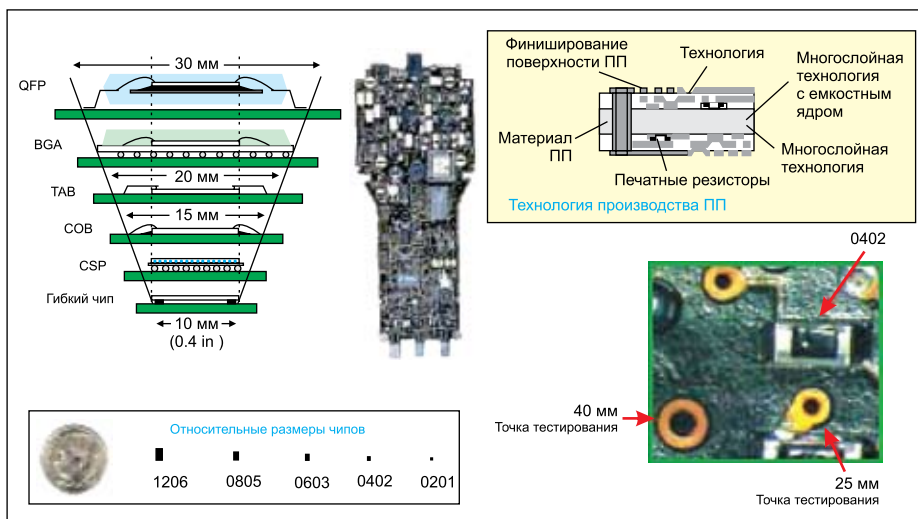 30 мм
QFP
BGA
20 мм
TAB
15 мм
COB
CSP
Гибкий чип
10 мм
(0.4 in )
Финиширование
поверхности ПП
Технология
Многослойная
технология
с емкостным
ядром
Материал
ПП
Многослойная
технология
Печатные резисторы
Технология производства ПП
0402
40 мм
Точка тестирования
25 мм
Точка тестирования
Относительные размеры чипов
1206 0805 0603 0402 0201